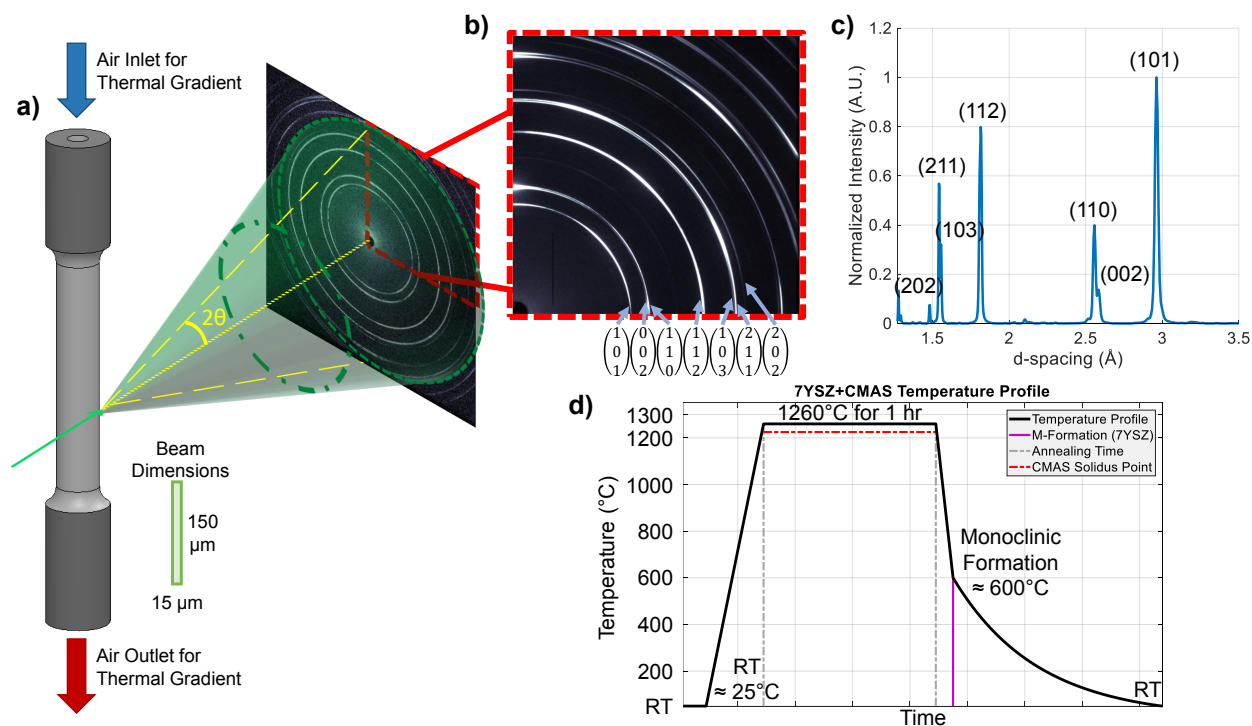 a)
Air Inlet for
Thermal Gradient
2θ
Beam
Dimensions
150
μm
15 μm
Air Outlet for
Thermal Gradient
b)
1 0 1 1 1 2 2
0 0 1 1 0 1 0
1 2 0 2 3 1 2
c)
Normalized Intensity (A.U.)
1.2
1
0.8
0.6
0.4
0.2
0
(101)
(112)
(211)
(103)
(110)
(002)
(202)
1.5 2 2.5 3 3.5
d-spacing (Å)
d)
7YSZ+CMAS Temperature Profile
1260°C for 1 hr
Temperature Profile
M-Formation (7YSZ)
Annealing Time
CMAS Solidus Point
Temperature (°C)
1300
1200
1000
800
600
400
200
RT
Monoclinic
Formation
≈ 600°C
RT
≈ 25°C
RT
Time